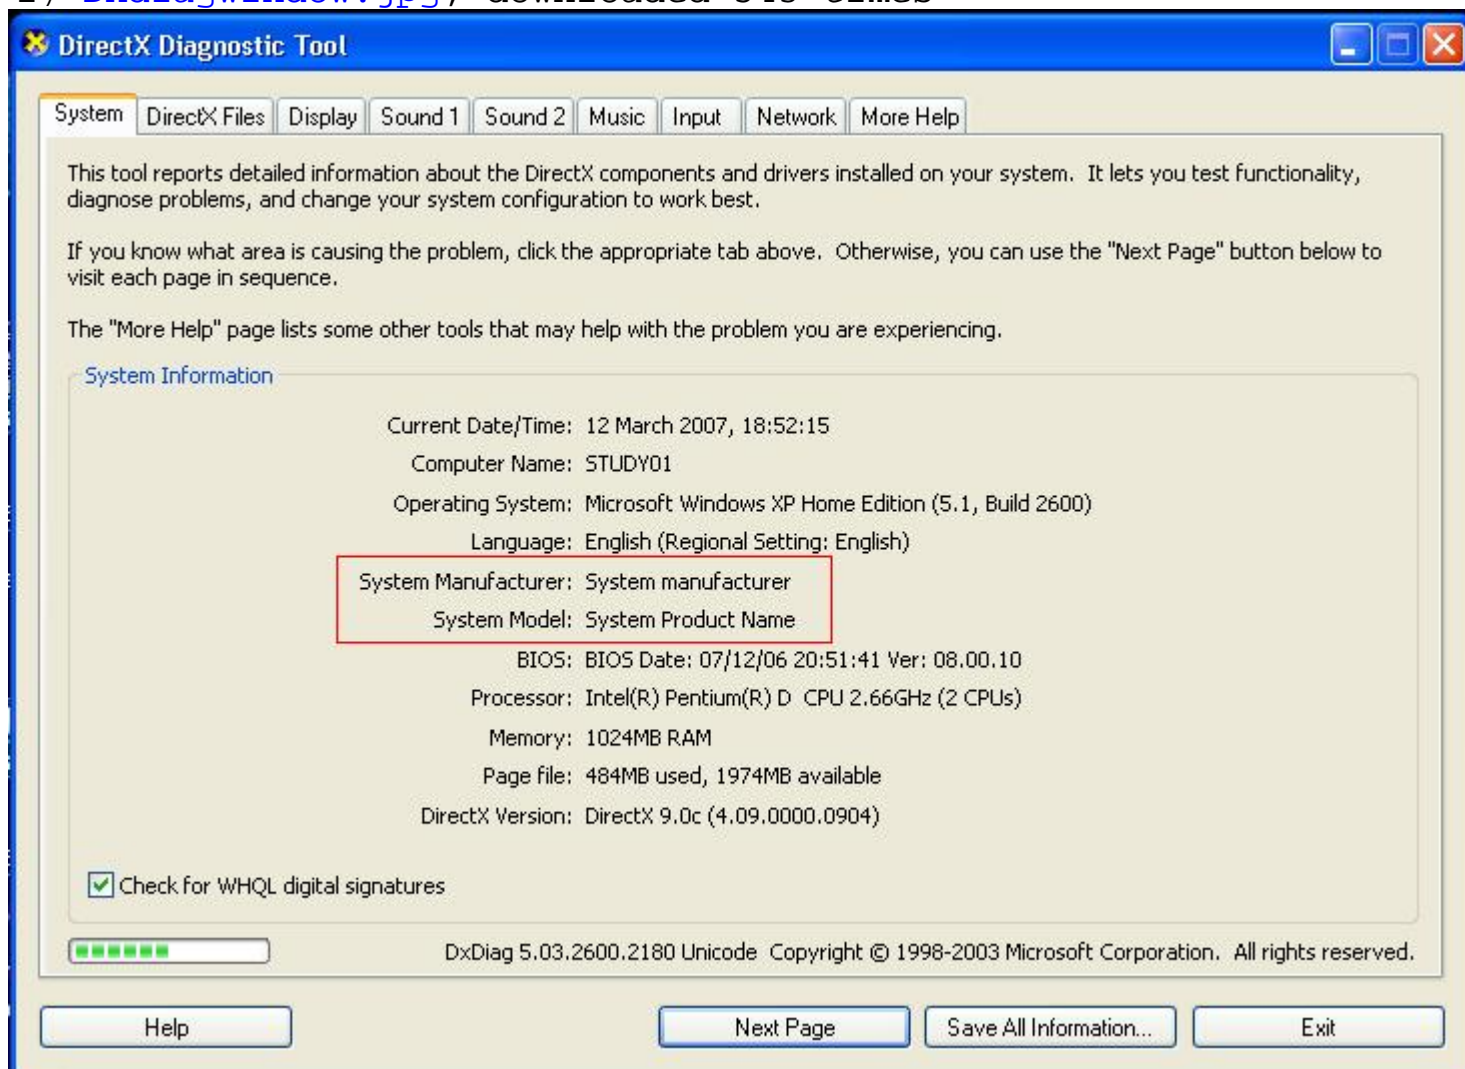 DirectX Diagnostic Tool
System DirectX Files Display Sound 1 Sound 2 Music Input Network More Help
This tool reports detailed information about the DirectX components and drivers installed on your system. It lets you test functionality,
diagnose problems, and change your system configuration to work best.
If you know what area is causing the problem, click the appropriate tab above. Otherwise, you can use the "Next Page" button below to
visit each page in sequence.
The "More Help" page lists some other tools that may help with the problem you are experiencing.
System Information
Current Date/Time: 12 March 2007, 18:52:15
Computer Name: STUDY01
Operating System: Microsoft Windows XP Home Edition (5.1, Build 2600)
Language: English (Regional Setting: English)
System Manufacturer: System manufacturer
System Model: System Product Name
BIOS: BIOS Date: 07/12/06 20:51:41 Ver: 08.00.10
Processor: Intel(R) Pentium(R) D CPU 2.66GHz (2 CPUs)
Memory: 1024MB RAM
Page file: 484MB used, 1974MB available
DirectX Version: DirectX 9.0c (4.09.0000.0904)
Check for WHQL digital signatures
DxDiag 5.03.2600.2180 Unicode Copyright © 1998-2003 Microsoft Corporation. All rights reserved.
Help Next Page Save All Information... Exit